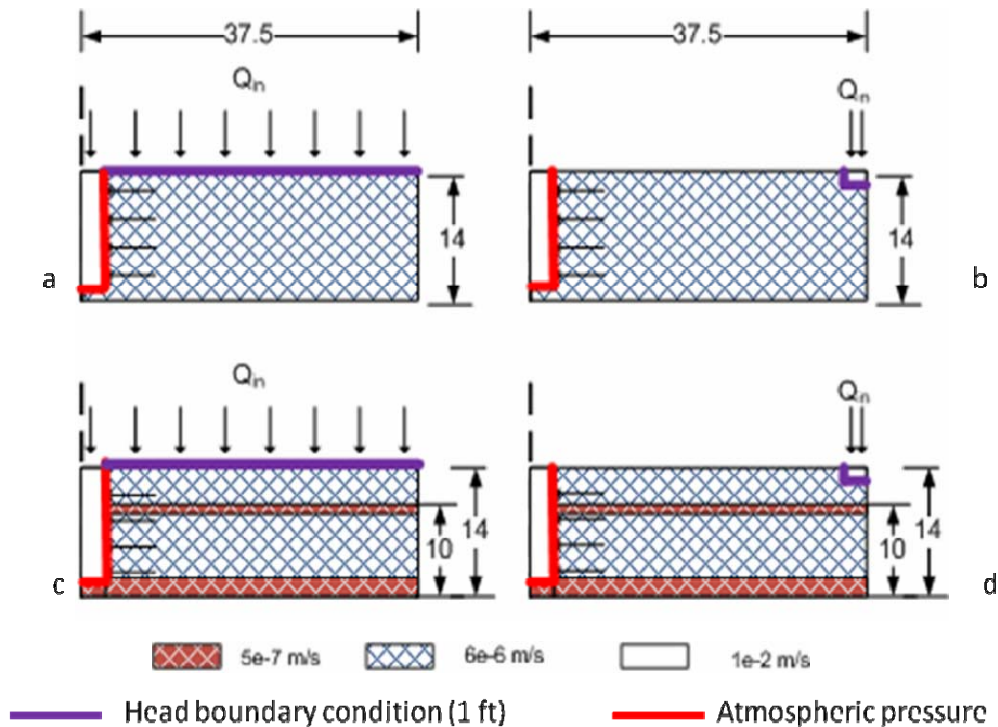 37.5
37.5
Qin
Qn
14
14
a
b
Qin
Qn
10
14
10
14
c
d
5e-7 m/s
6e-6 m/s
1e-2 m/s
Head boundary condition (1 ft)
Atmospheric pressure